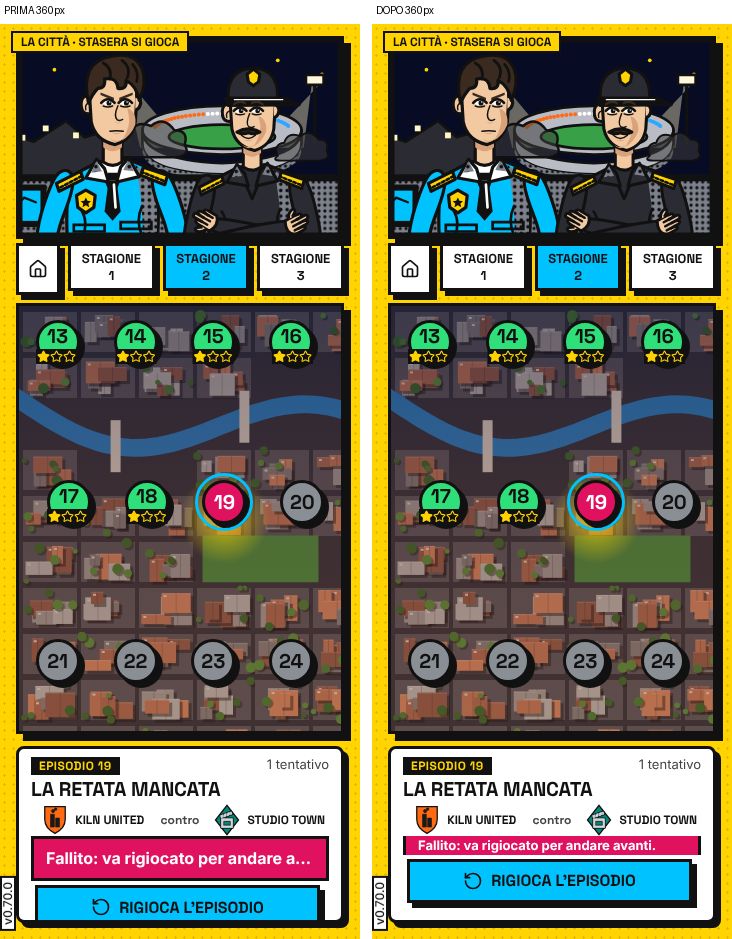 PRIMA 360px
LA CITTÀ · STASERA SI GIOCA
STAGIONE
1
STAGIONE
2
STAGIONE
3
13
14
15
16
17
18
19
20
21
22
23
24
EPISODIO 19
1 tentativo
LA RETATA MANCATA
KILN UNITED contro STUDIO TOWN
Fallito: va rigiocato per andare a...
RIGIOCA L'EPISODIO
v0.70.0
DOPO 360px
LA CITTÀ · STASERA SI GIOCA
STAGIONE
1
STAGIONE
2
STAGIONE
3
13
14
15
16
17
18
19
20
21
22
23
24
EPISODIO 19
1 tentativo
LA RETATA MANCATA
KILN UNITED contro STUDIO TOWN
Fallito: va rigiocato per andare avanti.
RIGIOCA L'EPISODIO
v0.70.0